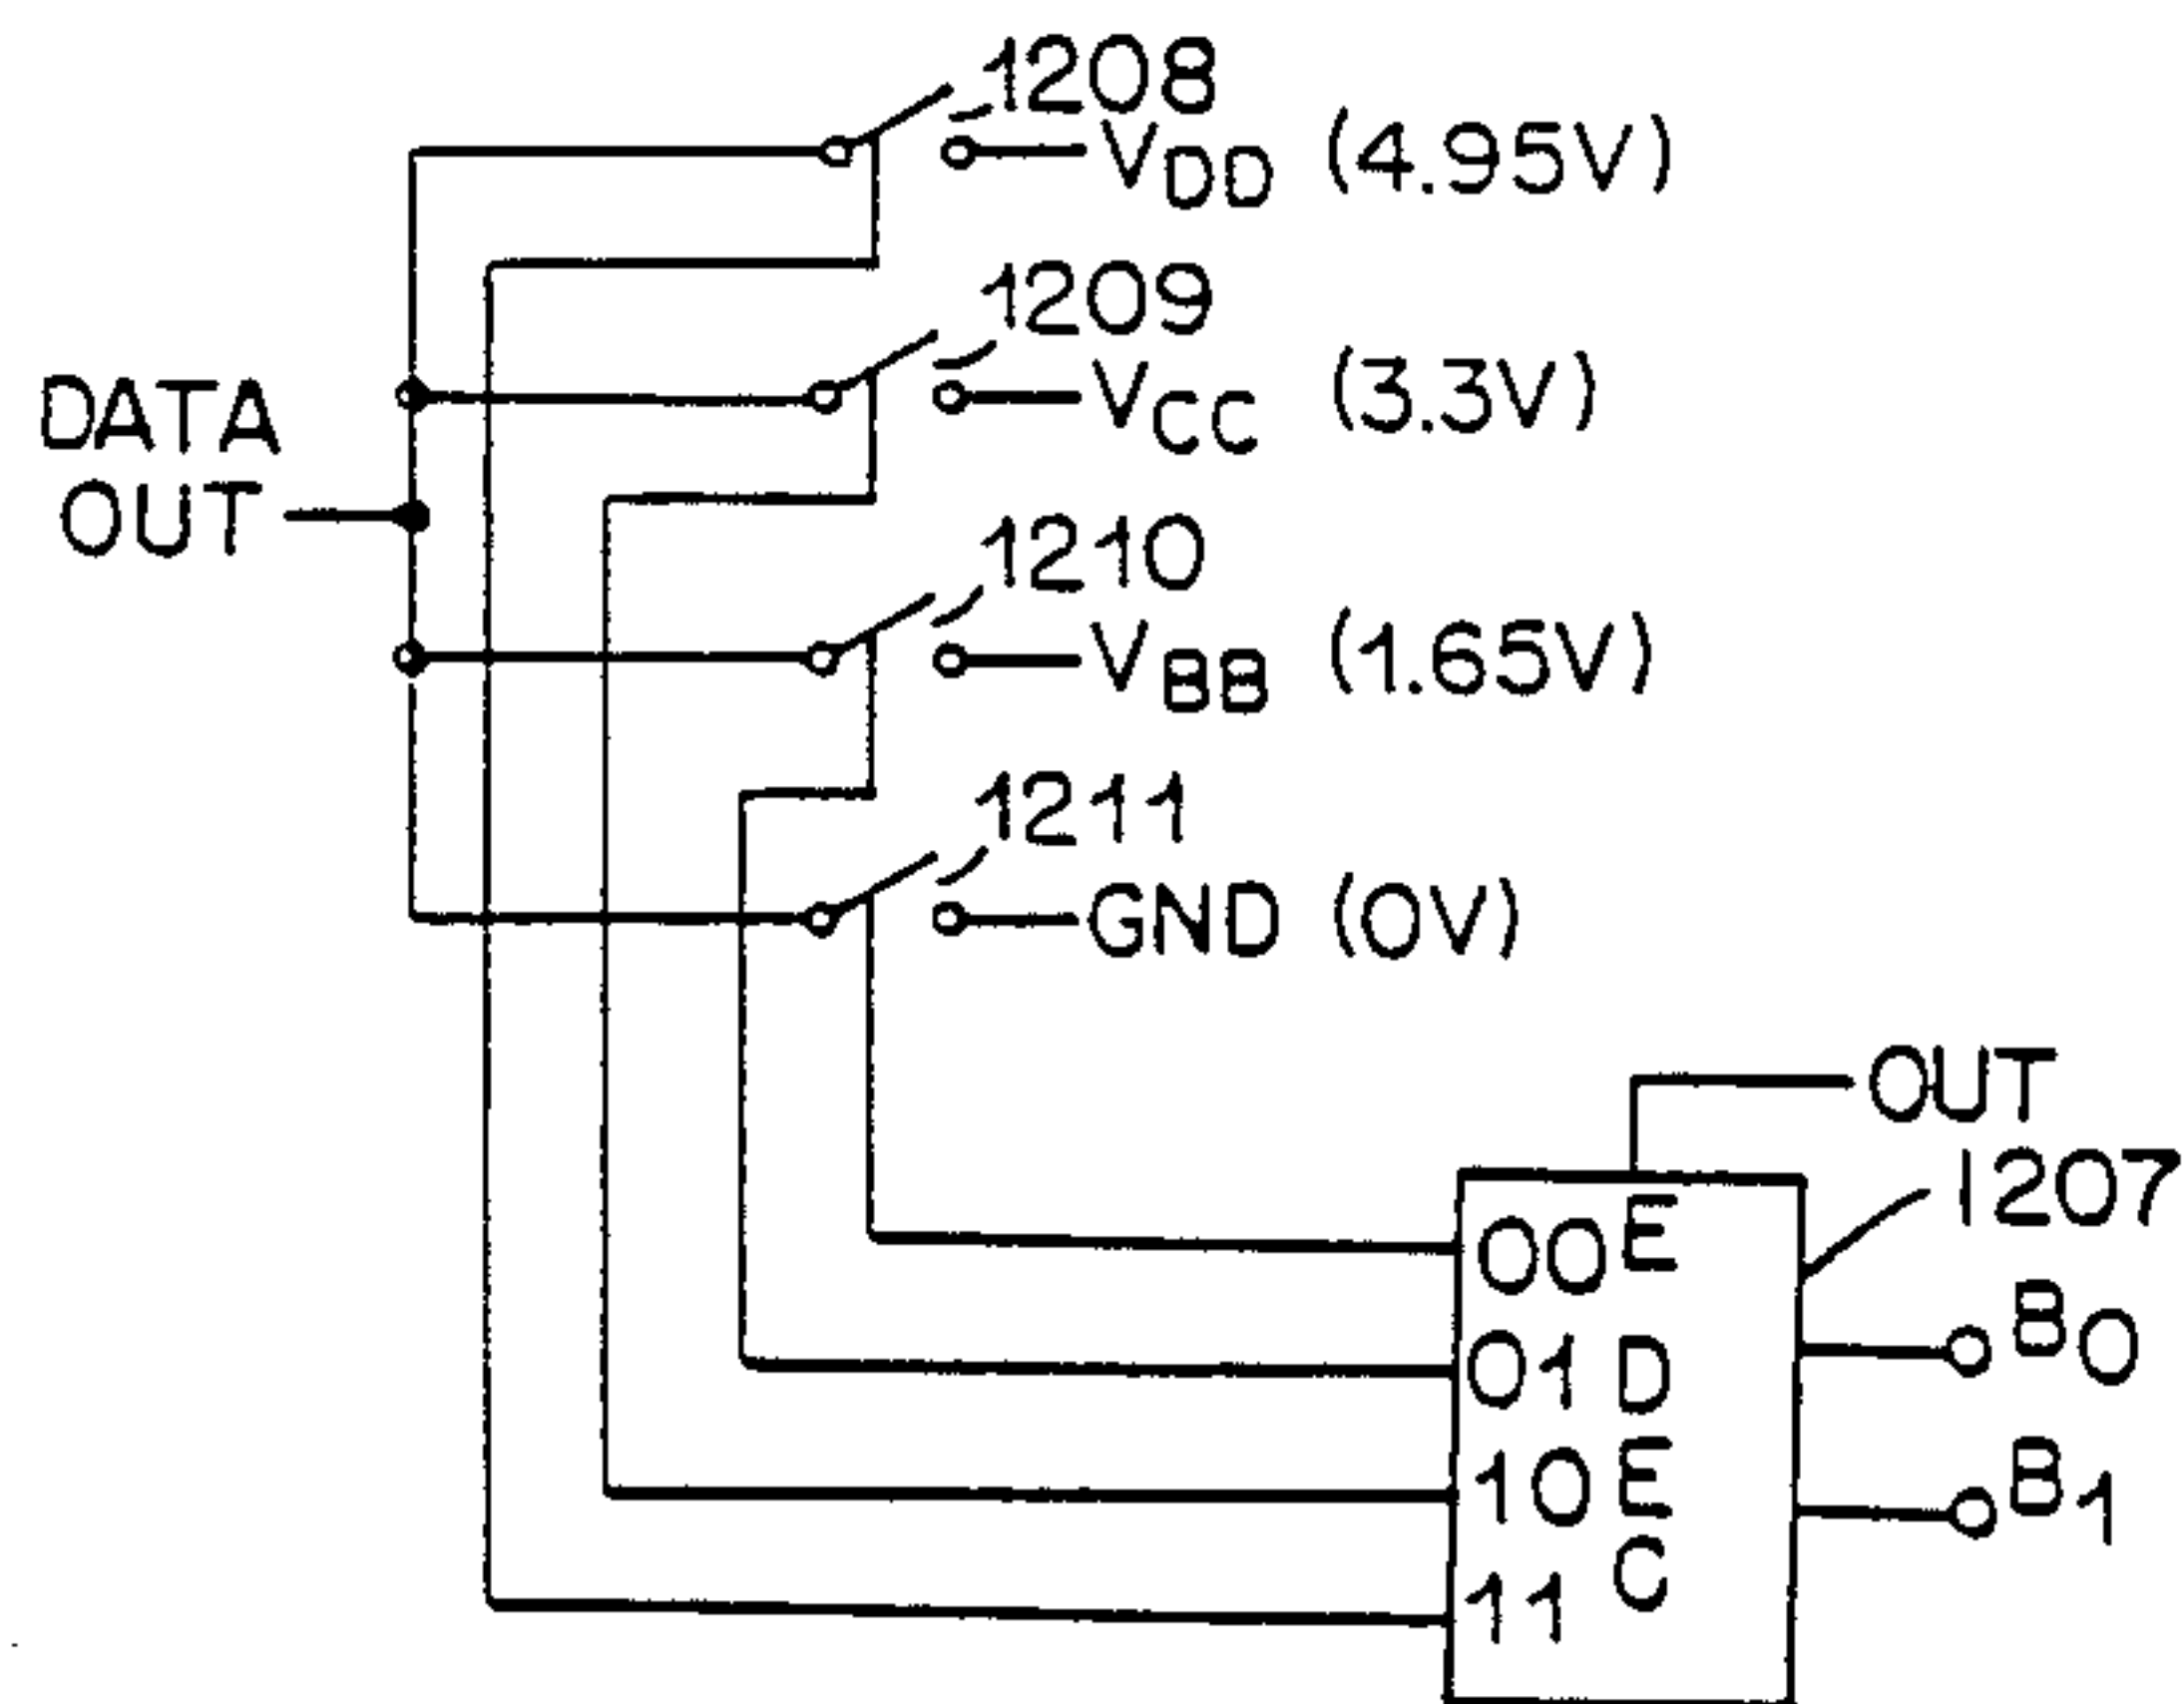 1208
VDD (4.95V)
1209
VCC (3.3V)
DATA
OUT
1210
VBB (1.65V)
1211
GND (0V)
OUT
1207
00 E
B0
01 D
10 E
B1
11 C